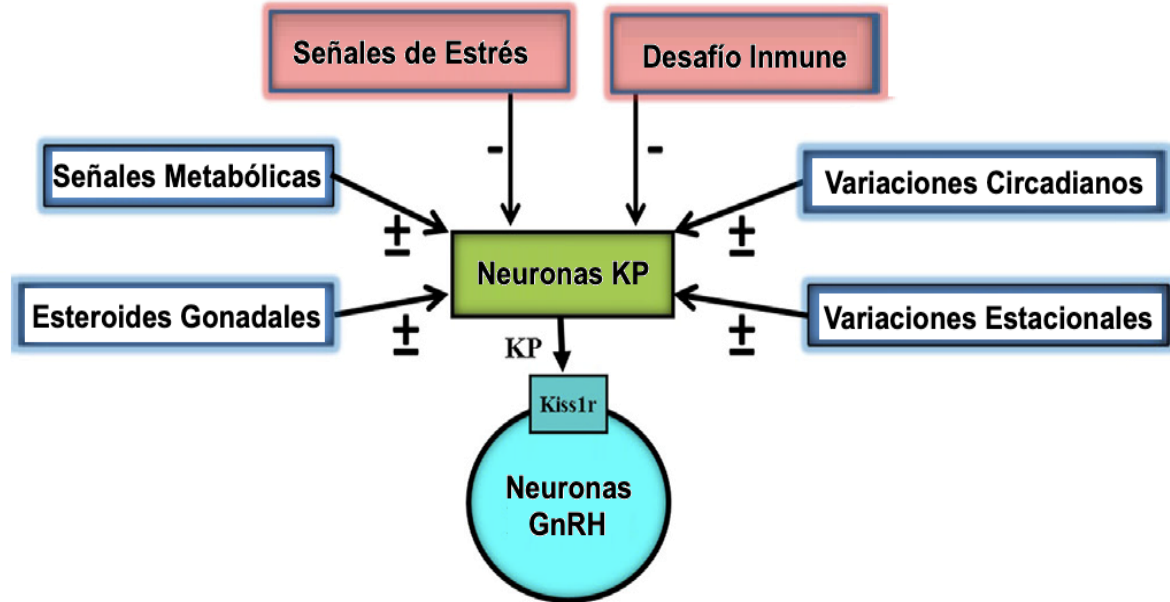 Señales de Estrés
Desafío Inmune
-
-
Señales Metabólicas
Variaciones Circadianos
±
±
Neuronas KP
Esteroides Gonadales
Variaciones Estacionales
±
±
KP
Kiss1r
Neuronas
GnRH